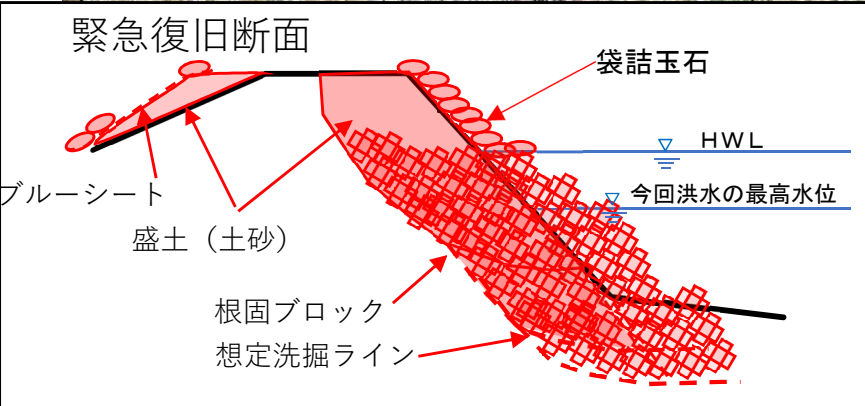 緊急復旧断面
袋詰玉石
HWL
今回洪水の最高水位
ブルーシート
盛土（土砂）
根固ブロック
想定洗掘ライン